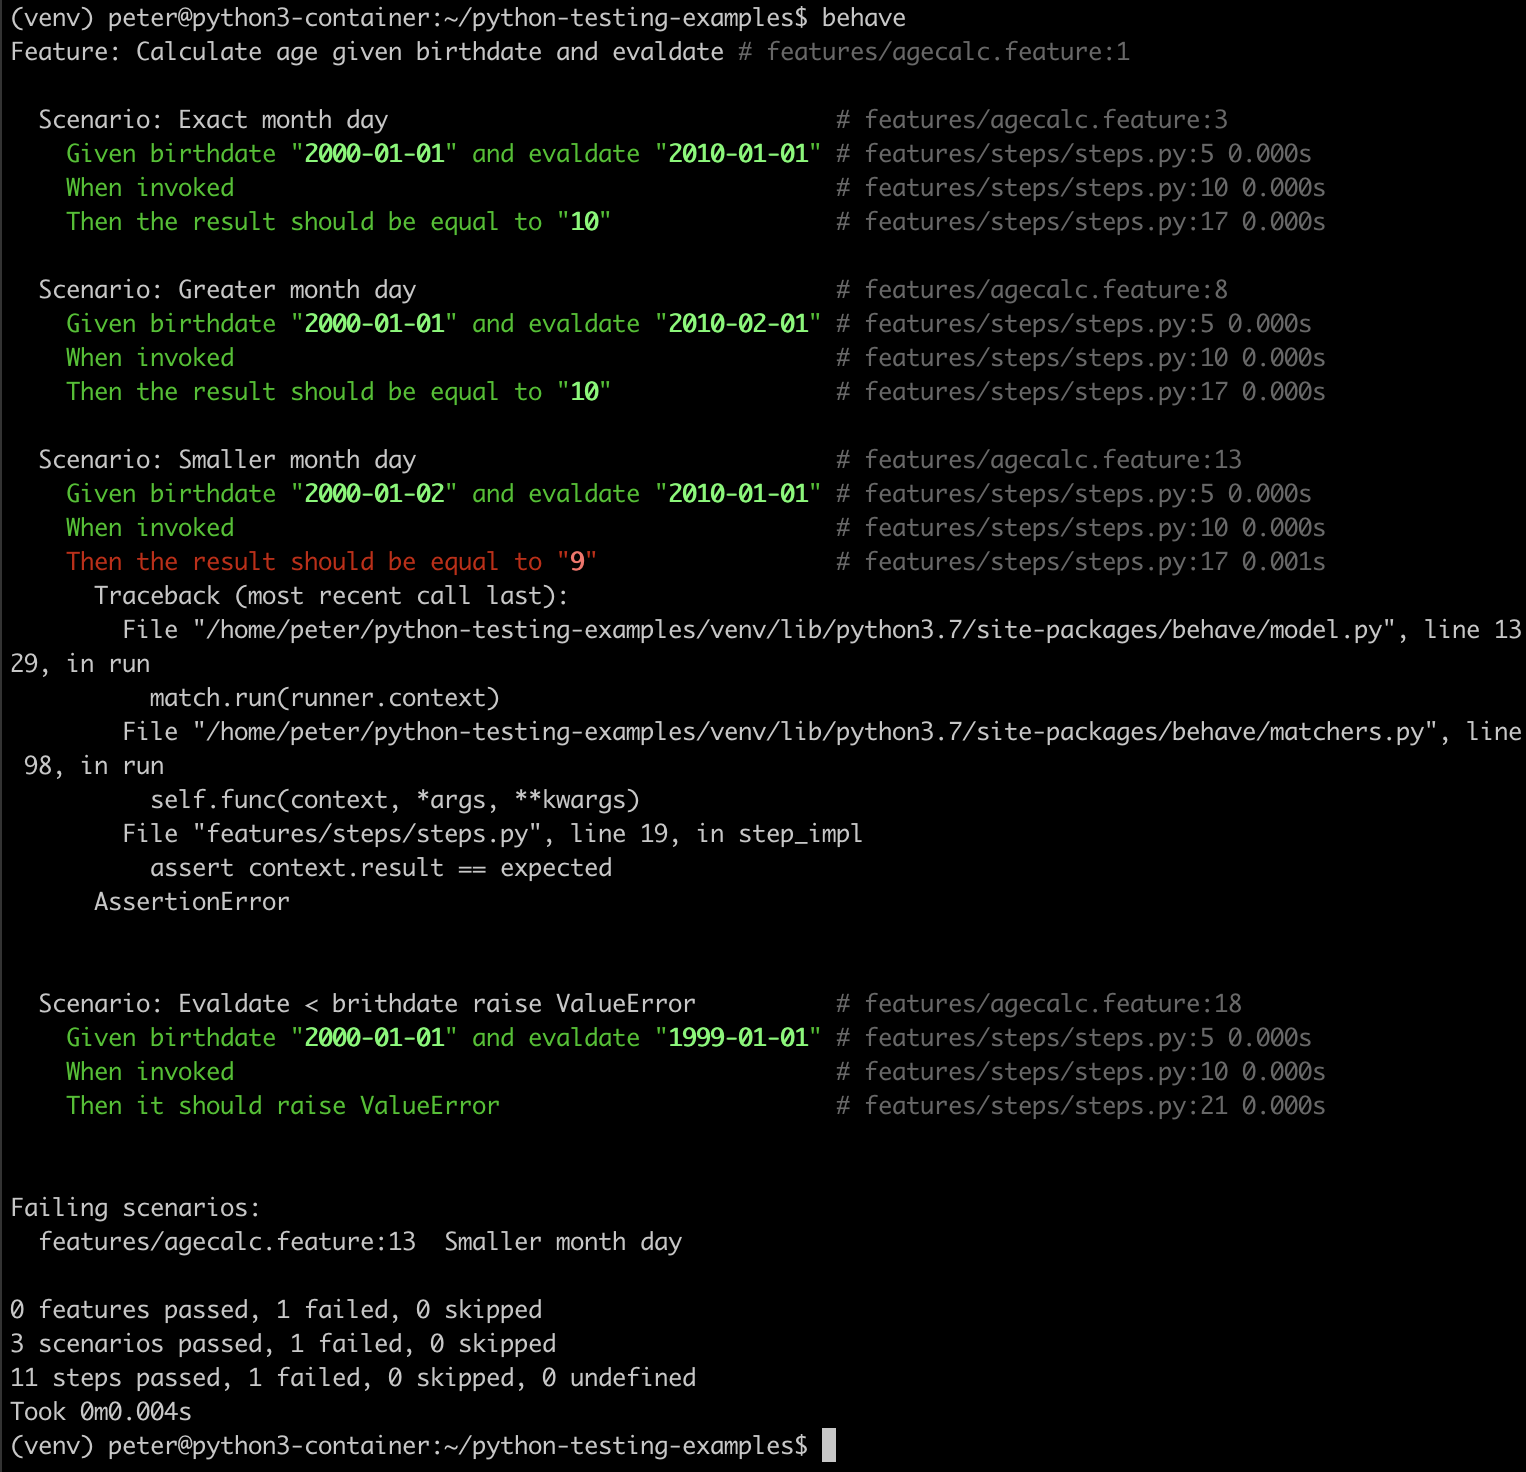 (venv) peter@python3-container:~/python-testing-examples$ behave
Feature: Calculate age given birthdate and evaldate # features/agecalc.feature:1
Scenario: Exact month day # features/agecalc.feature:3
Given birthdate "2000-01-01" and evaldate "2010-01-01" # features/steps/steps.py:5 0.000s
When invoked # features/steps/steps.py:10 0.000s
Then the result should be equal to "10" # features/steps/steps.py:17 0.000s
Scenario: Greater month day # features/agecalc.feature:8
Given birthdate "2000-01-01" and evaldate "2010-02-01" # features/steps/steps.py:5 0.000s
When invoked # features/steps/steps.py:10 0.000s
Then the result should be equal to "10" # features/steps/steps.py:17 0.000s
Scenario: Smaller month day # features/agecalc.feature:13
Given birthdate "2000-01-02" and evaldate "2010-01-01" # features/steps/steps.py:5 0.000s
When invoked # features/steps/steps.py:10 0.000s
Then the result should be equal to "9" # features/steps/steps.py:17 0.001s
Traceback (most recent call last):
File "/home/peter/python-testing-examples/venv/lib/python3.7/site-packages/behave/model.py", line 13
29, in run
match.run(runner.context)
File "/home/peter/python-testing-examples/venv/lib/python3.7/site-packages/behave/matchers.py", line
98, in run
self.func(context, *args, **kwargs)
File "features/steps/steps.py", line 19, in step_impl
assert context.result == expected
AssertionError
Scenario: Evaldate < brithdate raise ValueError # features/agecalc.feature:18
Given birthdate "2000-01-01" and evaldate "1999-01-01" # features/steps/steps.py:5 0.000s
When invoked # features/steps/steps.py:10 0.000s
Then it should raise ValueError # features/steps/steps.py:21 0.000s
Failing scenarios:
features/agecalc.feature:13 Smaller month day
0 features passed, 1 failed, 0 skipped
3 scenarios passed, 1 failed, 0 skipped
11 steps passed, 1 failed, 0 skipped, 0 undefined
Took 0m0.004s
(venv) peter@python3-container:~/python-testing-examples$